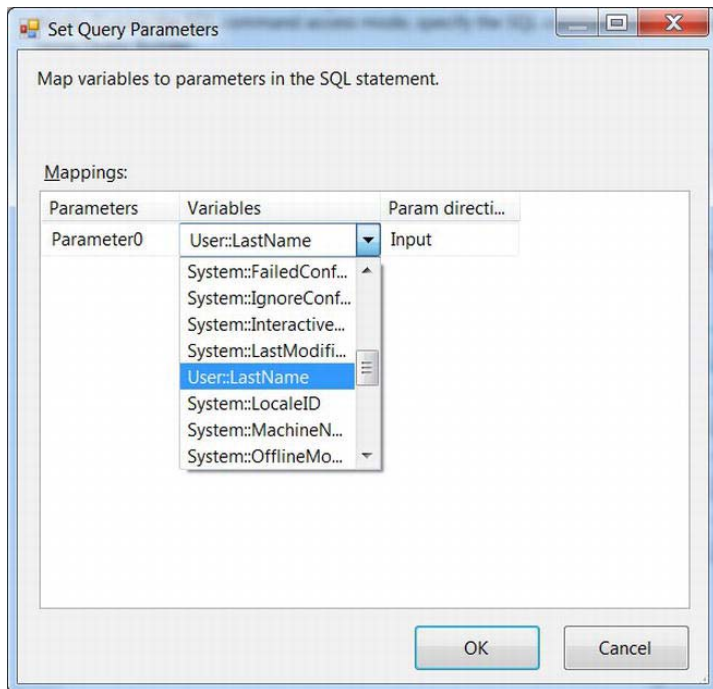 Set Query Parameters
Map variables to parameters in the SQL statement.
Mappings:
Parameters Variables Param directi...
Parameter0 User::LastName Input
System::FailedConf...
System::IgnoreConf...
System::Interactive...
System::LastModifi...
User::LastName
System::LocaleID
System::MachineN...
System::OfflineMo...
OK Cancel